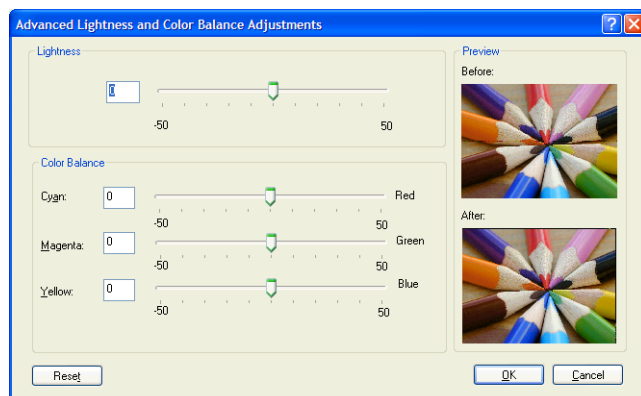 Advanced Lightness and Color Balance Adjustments
Lightness
0
-50 50
Color Balance
Cyan: 0 Red
-50 50
Magenta: 0 Green
-50 50
Yellow: 0 Blue
-50 50
Preview
Before:
After:
Reset
OK
Cancel